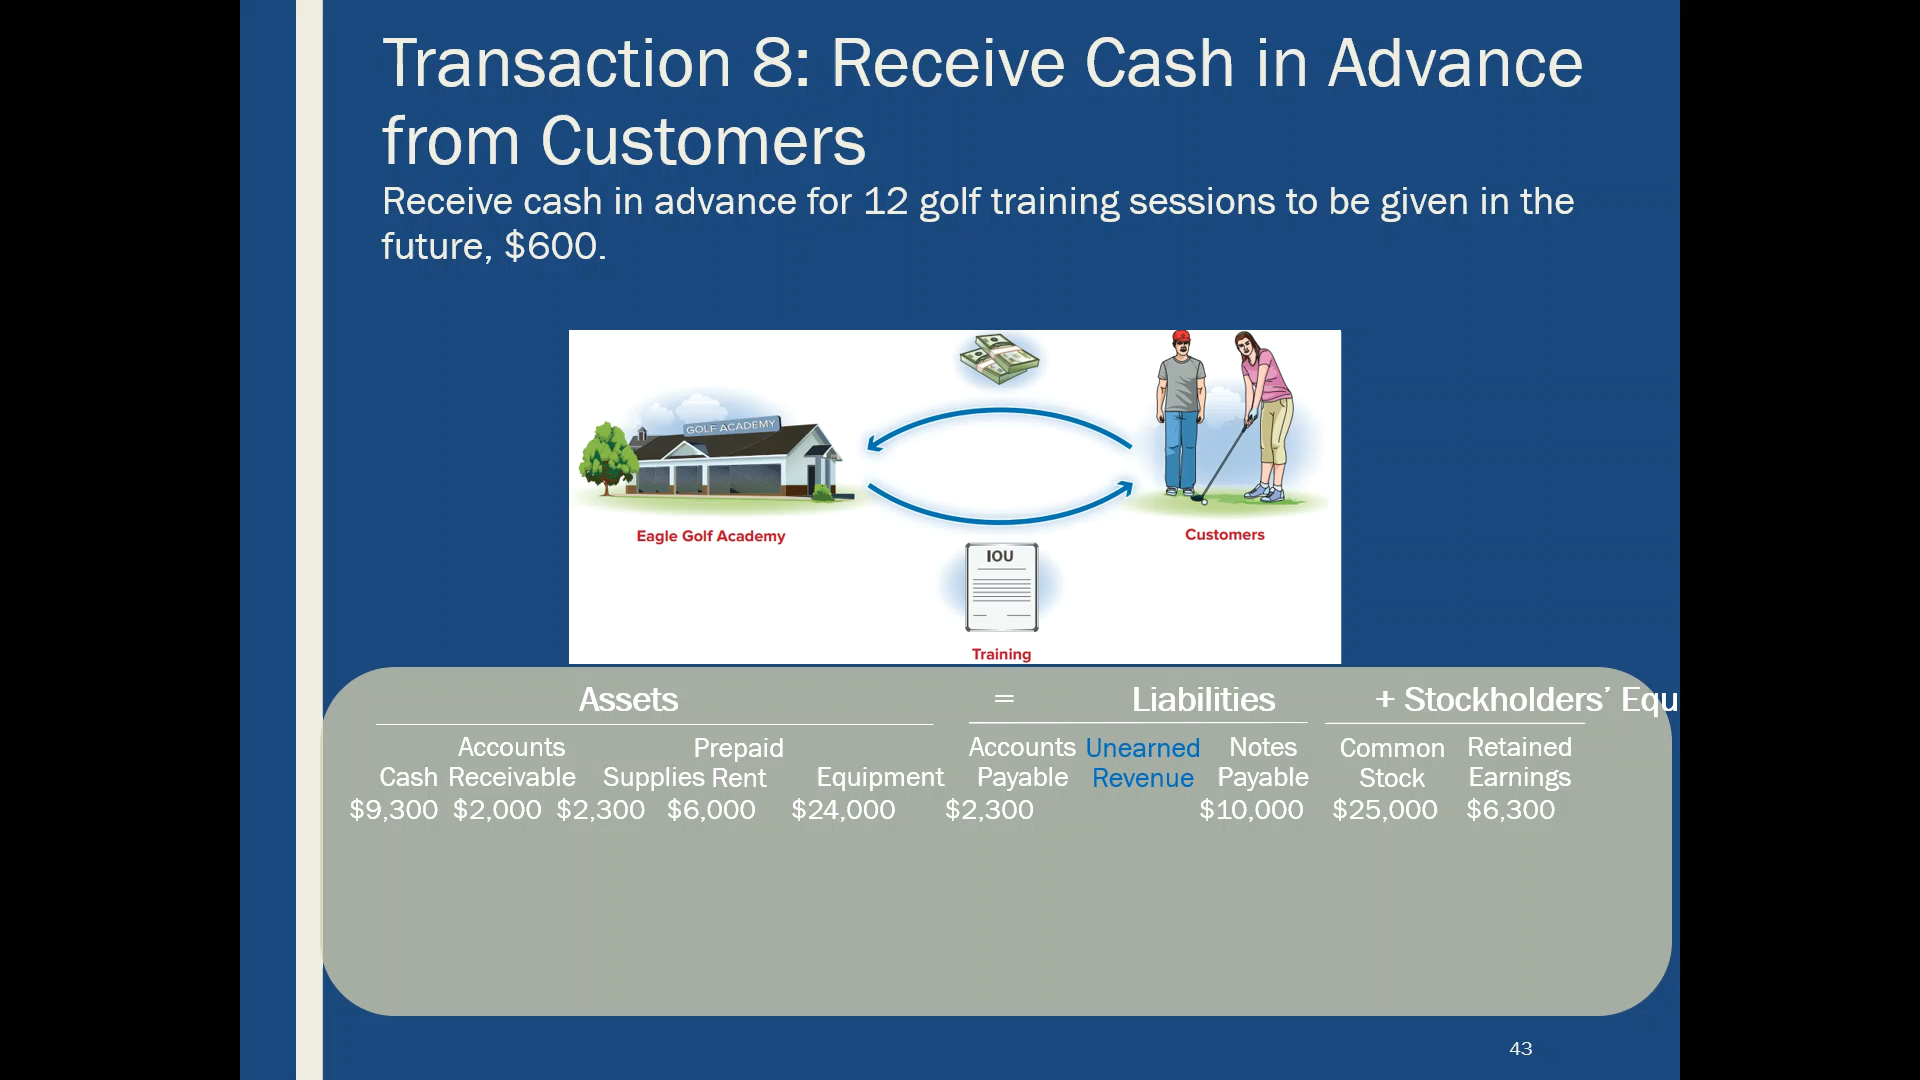 Transaction 8: Receive Cash in Advance
from Customers
Receive cash in advance for 12 golf training sessions to be given in the
future, $600.
GOLF ACADEMY
Eagle Golf Academy
Customers
IOU
Training
Assets = Liabilities + Stockholders’ Equ
Accounts Prepaid Accounts Unearned Notes Common Retained
Cash Receivable Supplies Rent Equipment Payable Revenue Payable Stock Earnings
$9,300 $2,000 $2,300 $6,000 $24,000 $2,300 $10,000 $25,000 $6,300
43